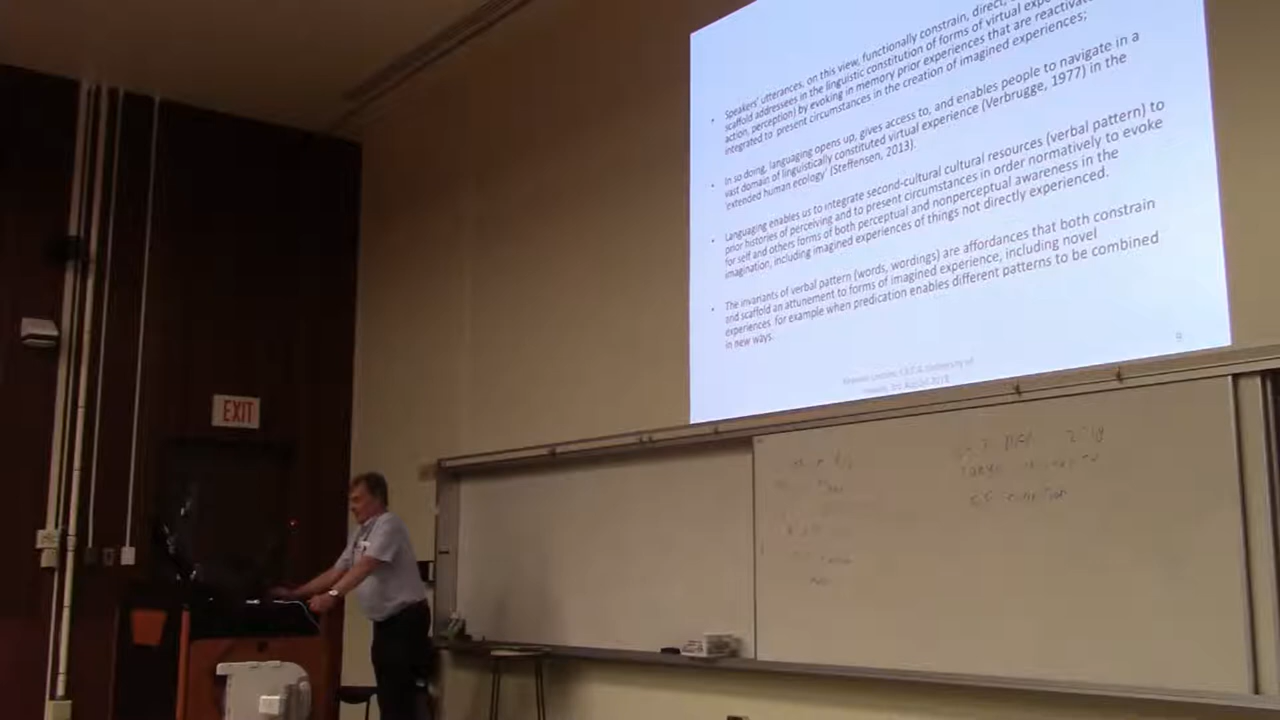 Speakers' utterances, on this view, functionally constrain, direct,
scaffold addressees in the linguistic constitution of forms of virtual
action, perception) by evoking in memory prior experiences that are
integrated to present circumstances in the creation of imagined experiences;
In so doing, languaging opens up, gives access to, and enables people to navigate in a
vast domain of linguistically constituted virtual experience (Verbrugge, 1977) in the
'extended human ecology' (Steffensen, 2013).
Languaging enables us to integrate second-cultural cultural resources (verbal pattern) to
prior histories of perceiving and to present circumstances in order normatively to evoke
for self and others forms of both perceptual and nonperceptual awareness in the
imagination, including imagined experiences of things not directly experienced.
The invariants of verbal pattern (words, wordings) are affordances that both constrain
and scaffold an attunement to forms of imagined experience, including novel
experiences for example when predication enables different patterns to be combined
in new ways.
9
EXIT